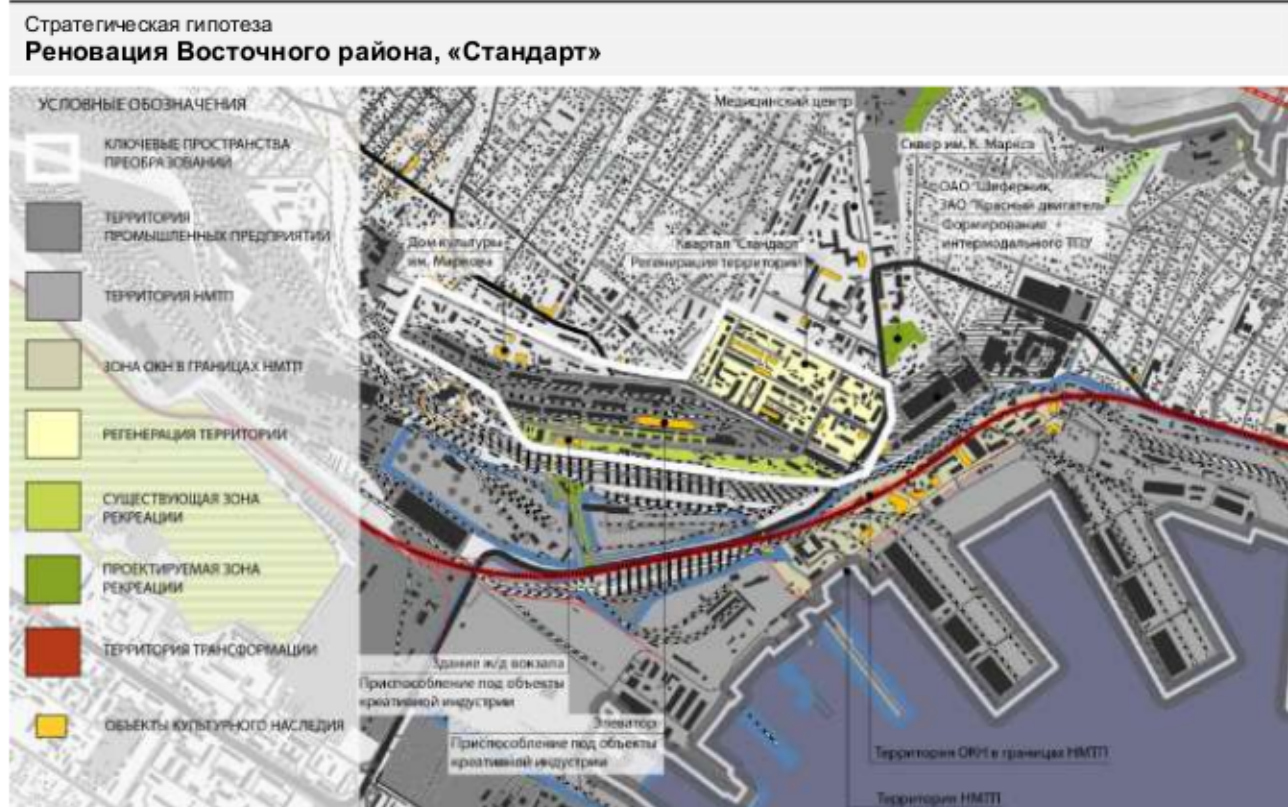 Стратегическая гипотеза
Реновация Восточного района, «Стандарт»
УСЛОВНЫЕ ОБОЗНАЧЕНИЯ
КЛЮЧЕВЫЕ ПРОСТРАНСТВА
ПРЕОБРАЗОВАНИЙ
ТЕРРИТОРИЯ
ПРОМЫШЛЕННЫХ ПРЕДПРИЯТИЙ
ТЕРРИТОРИЯ НМТП
ЗОНА ОКН В ГРАНИЦАХ НМТП
РЕГЕНЕРАЦИЯ ТЕРРИТОРИИ
СУЩЕСТВУЮЩАЯ ЗОНА
РЕКРЕАЦИИ
ПРОЕКТИРУЕМАЯ ЗОНА
РЕКРЕАЦИИ
ТЕРРИТОРИЯ ТРАНСФОРМАЦИИ
ОБЪЕКТЫ КУЛЬТУРНОГО НАСЛЕДИЯ
Медицинский центр
Сквер им. К. Маркса
ОАО "Шиферник,
ЗАО "Красный двигатель"
Формирование
интермодального ТПУ
Дом культуры
им. Маркова
Квартал "Стандарт"
Регенирация территории
Здание ж/д вокзала
Приспособление под объекты
креативной индустрии
Элеватор
Приспособление под объекты
креативной индустрии
Территория ОКН в границах НМТП
Территория НМТП